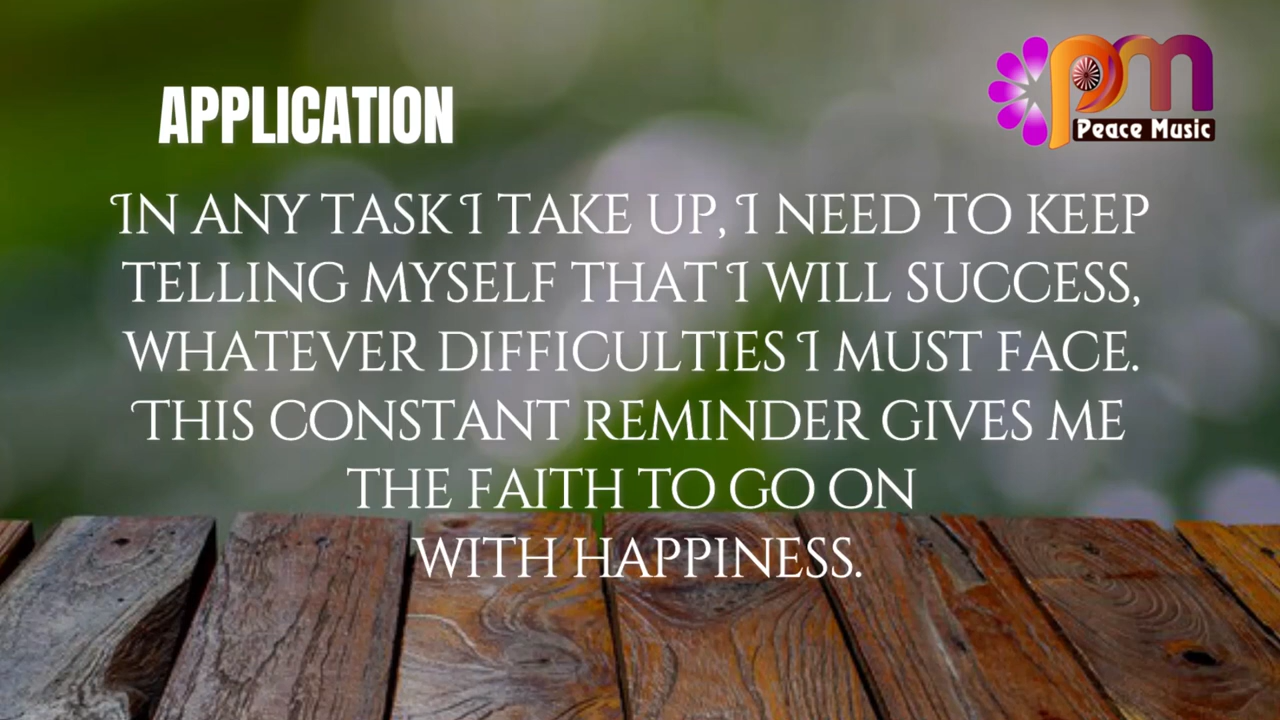 APPLICATION
pm
Peace Music
In any task I take up, I need to keep
telling myself that I will success,
whatever difficulties I must face.
This constant reminder gives me
the faith to go on
with happiness.